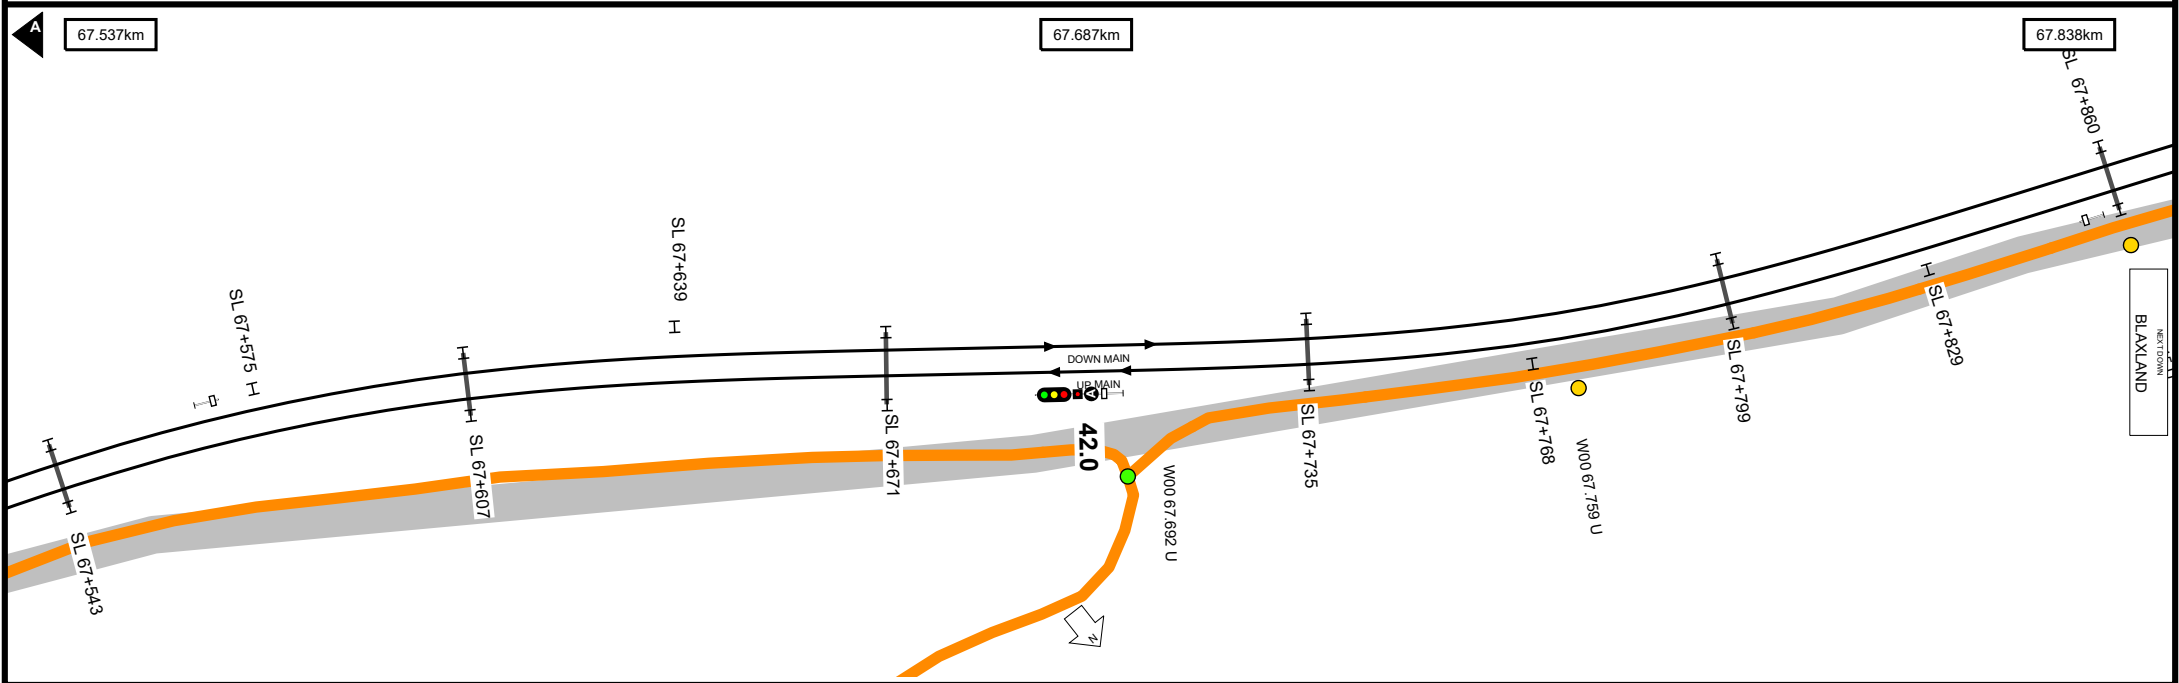 A
67.537km
67.687km
67.838km
SL 67+860
SL 67+639
SL 67+575
DOWN MAIN
UP MAIN
A
42.0
SL 67+543
SL 67+607
SL 67+671
W00 67.692 U
SL 67+735
SL 67+768
W00 67.759 U
SL 67+799
SL 67+829
NEXT DOWN
BLAXLAND
N